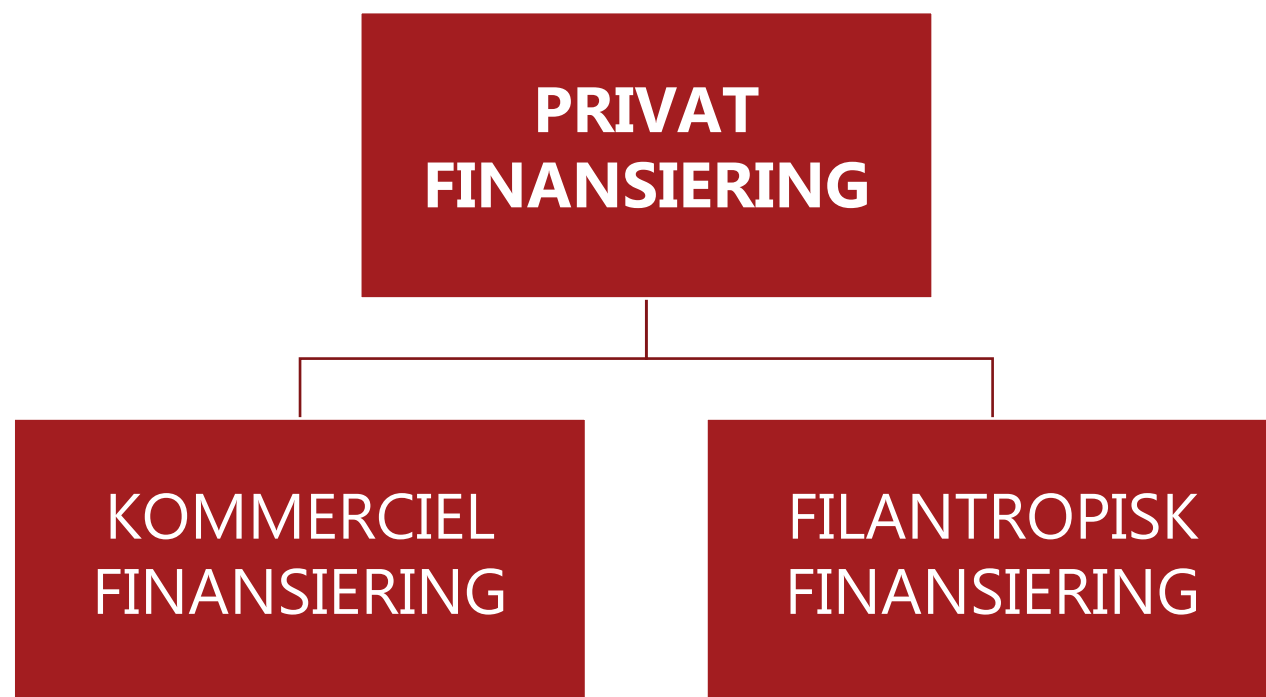 PRIVAT
FINANSIERING
KOMMERCIEL
FINANSIERING
FILANTROPISK
FINANSIERING